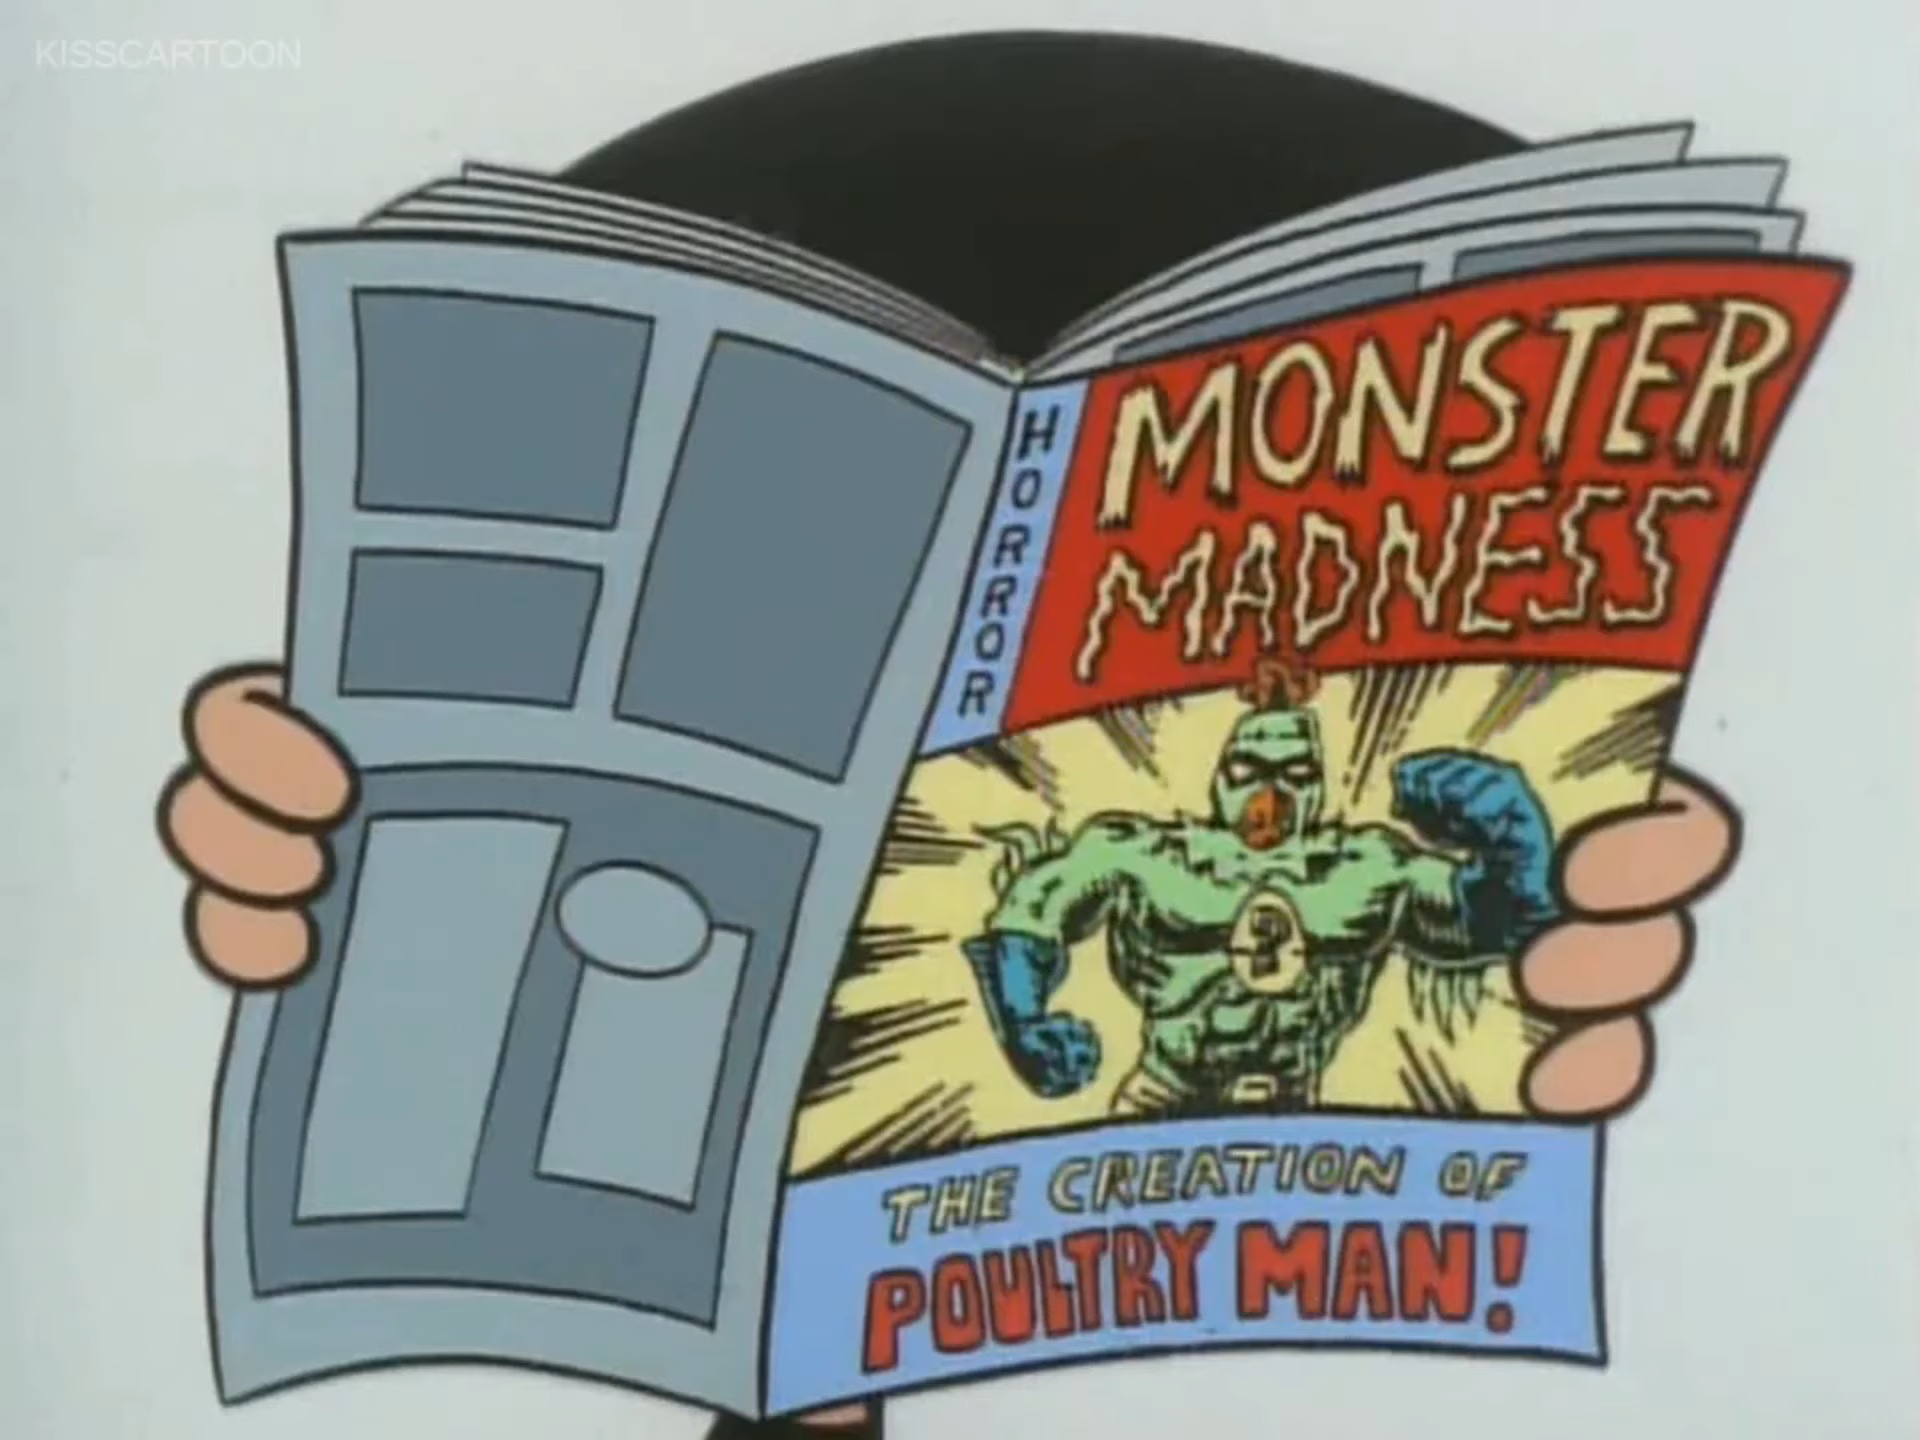 KISSCARTOON
HORROR
MONSTER
MADNESS
THE CREATION OF
POULTRY MAN!